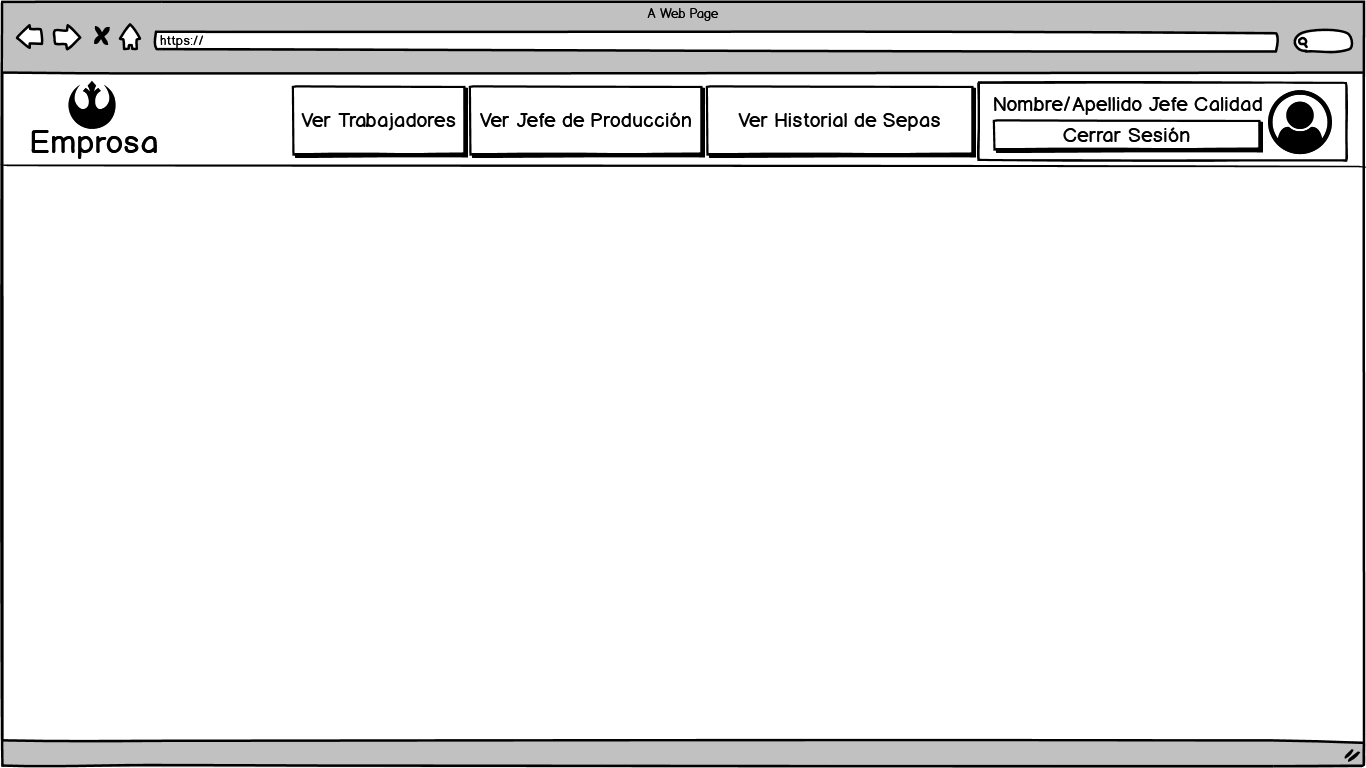 A Web Page
https://
Emprosa
Ver Trabajadores
Ver Jefe de Producción
Ver Historial de Sepas
Nombre/Apellido Jefe Calidad
Cerrar Sesión